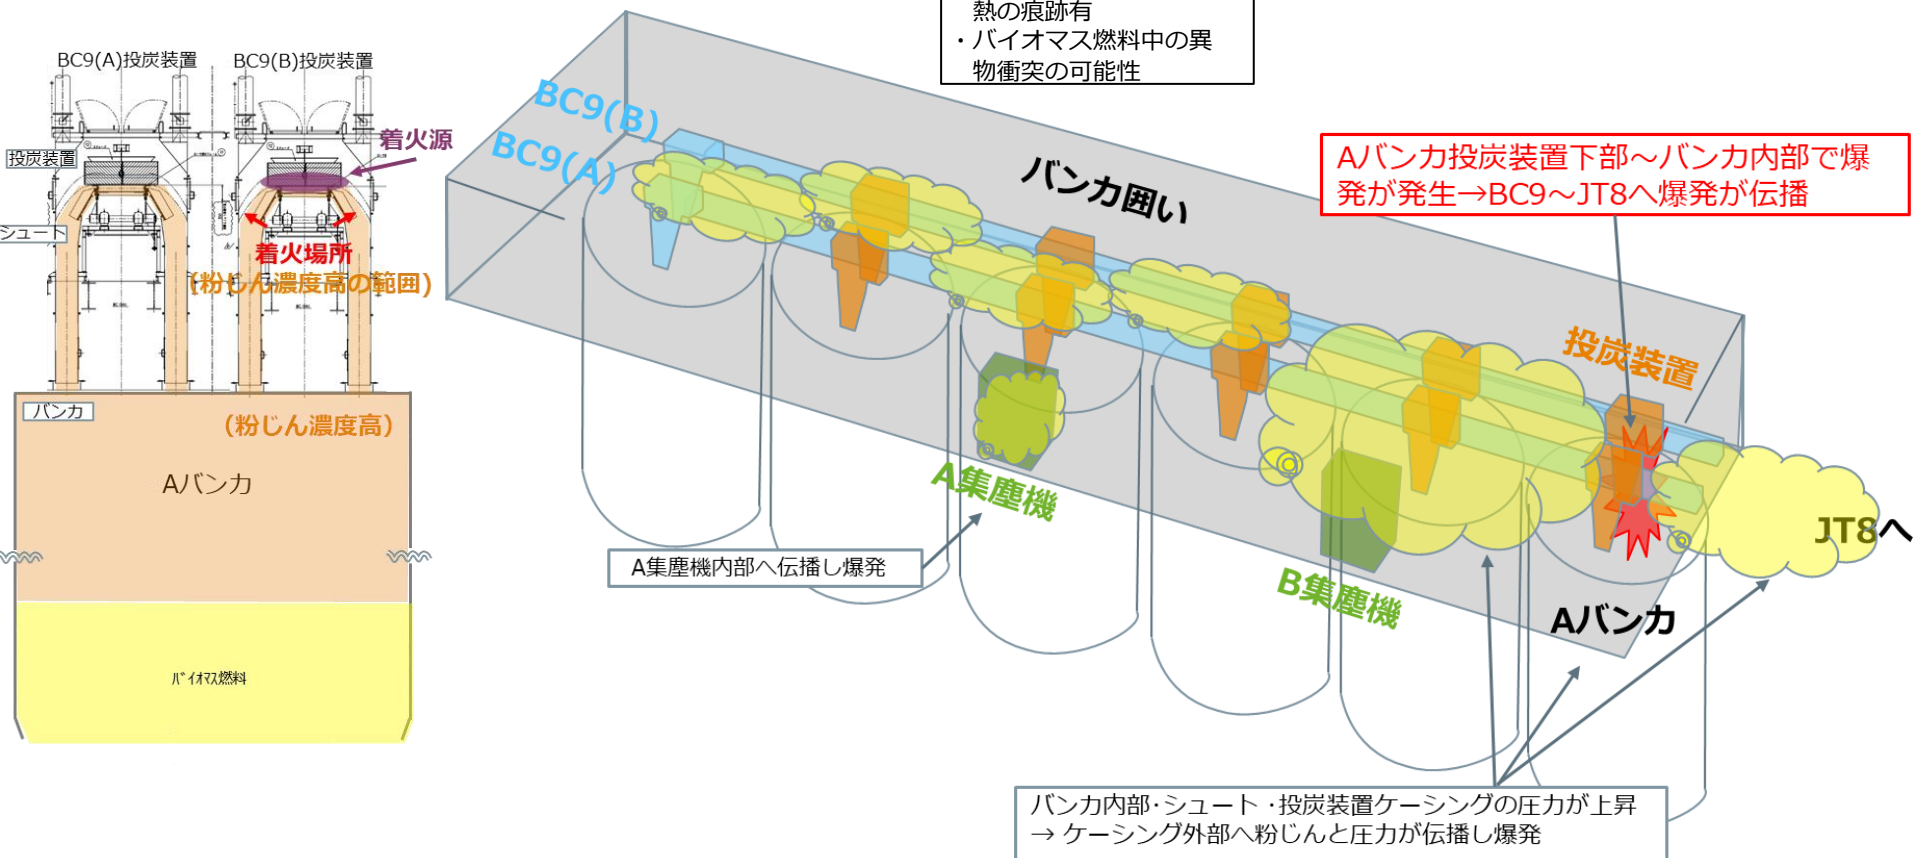 熱の痕跡有
・バイオマス燃料中の異
物衝突の可能性
BC9(A)投炭装置
BC9(B)投炭装置
着火源
投炭装置
シュート
着火場所
(粉じん濃度高の範囲)
バンカ
(粉じん濃度高)
Aバンカ
バイオマス燃料
BC9(B)
BC9(A)
バンカ囲い
Aバンカ投炭装置下部～バンカ内部で爆
発が発生→BC9～JT8へ爆発が伝播
投炭装置
A集塵機
A集塵機内部へ伝播し爆発
B集塵機
JT8へ
Aバンカ
バンカ内部・シュート・投炭装置ケーシングの圧力が上昇
→ ケーシング外部へ粉じんと圧力が伝播し爆発